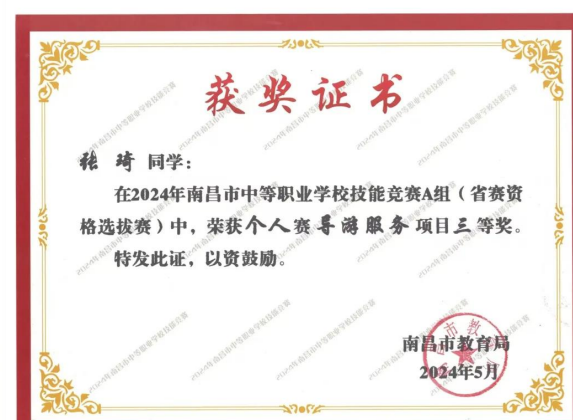 获奖证书
张 琦 同学：
在2024年南昌市中等职业学校技能竞赛A组（省赛资
格选拔赛）中，荣获个人赛导游服务项目三等奖。
特发此证，以资鼓励。
南昌市教育局
2024年5月